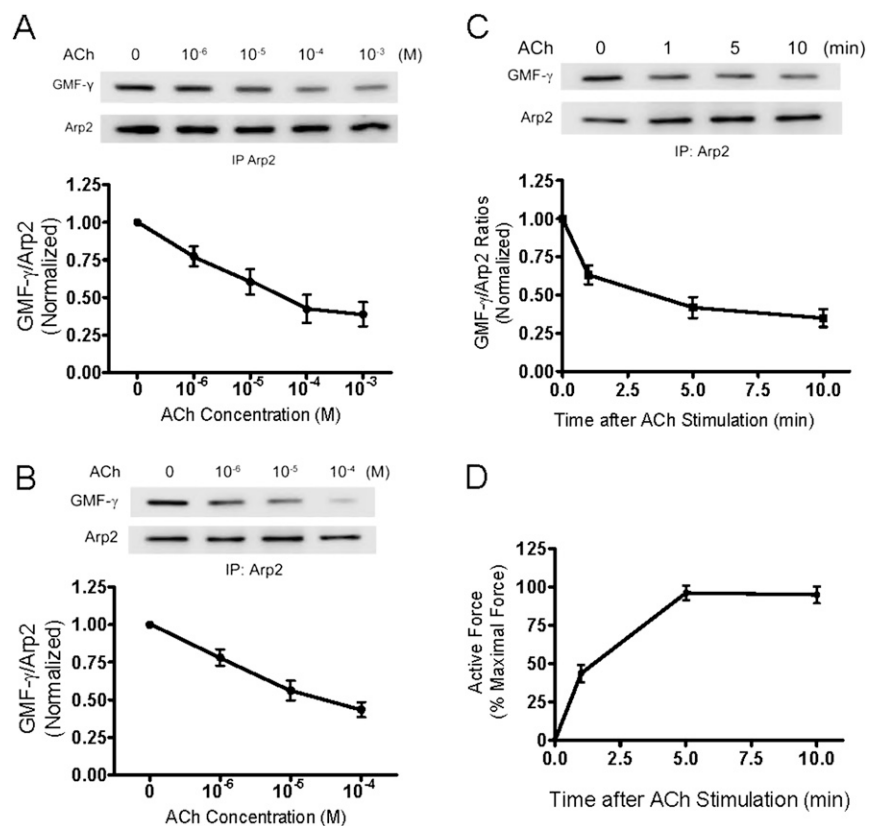 A
ACh 0 10-6 10-5 10-4 10-3 (M)
GMF-γ
Arp2
IP Arp2
1.25
1.00
0.75
0.50
0.25
0.00
GMF-γ/Arp2
(Normalized)
0 10-6 10-5 10-4 10-3
ACh Concentration (M)
B
ACh 0 10-6 10-5 10-4 (M)
GMF-γ
Arp2
IP: Arp2
1.25
1.00
0.75
0.50
0.25
0.00
GMF-γ/Arp2
(Normalized)
0 10-6 10-5 10-4
ACh Concentration (M)
C
ACh 0 1 5 10 (min)
GMF-γ
Arp2
IP: Arp2
1.25
1.00
0.75
0.50
0.25
0.00
GMF-γ/Arp2 Ratios
(Normalized)
0.0 2.5 5.0 7.5 10.0
Time after ACh Stimulation (min)
D
125
100
75
50
25
0
Active Force
(% Maximal Force)
0.0 2.5 5.0 7.5 10.0
Time after ACh Stimulation (min)